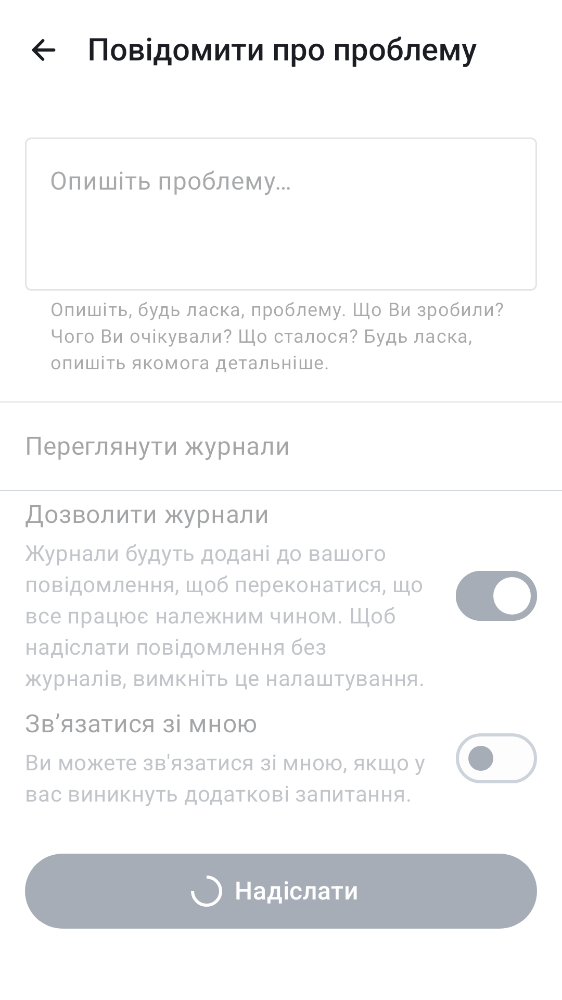 Повідомити про проблему
Опишіть проблему…
Опишіть, будь ласка, проблему. Що Ви зробили?
Чого Ви очікували? Що сталося? Будь ласка,
опишіть якомога детальніше.
Переглянути журнали
Дозволити журнали
Журнали будуть додані до вашого
повідомлення, щоб переконатися, що
все працює належним чином. Щоб
надіслати повідомлення без
журналів, вимкніть це налаштування.
Зв’язатися зі мною
Ви можете зв'язатися зі мною, якщо у
вас виникнуть додаткові запитання.
Надіслати